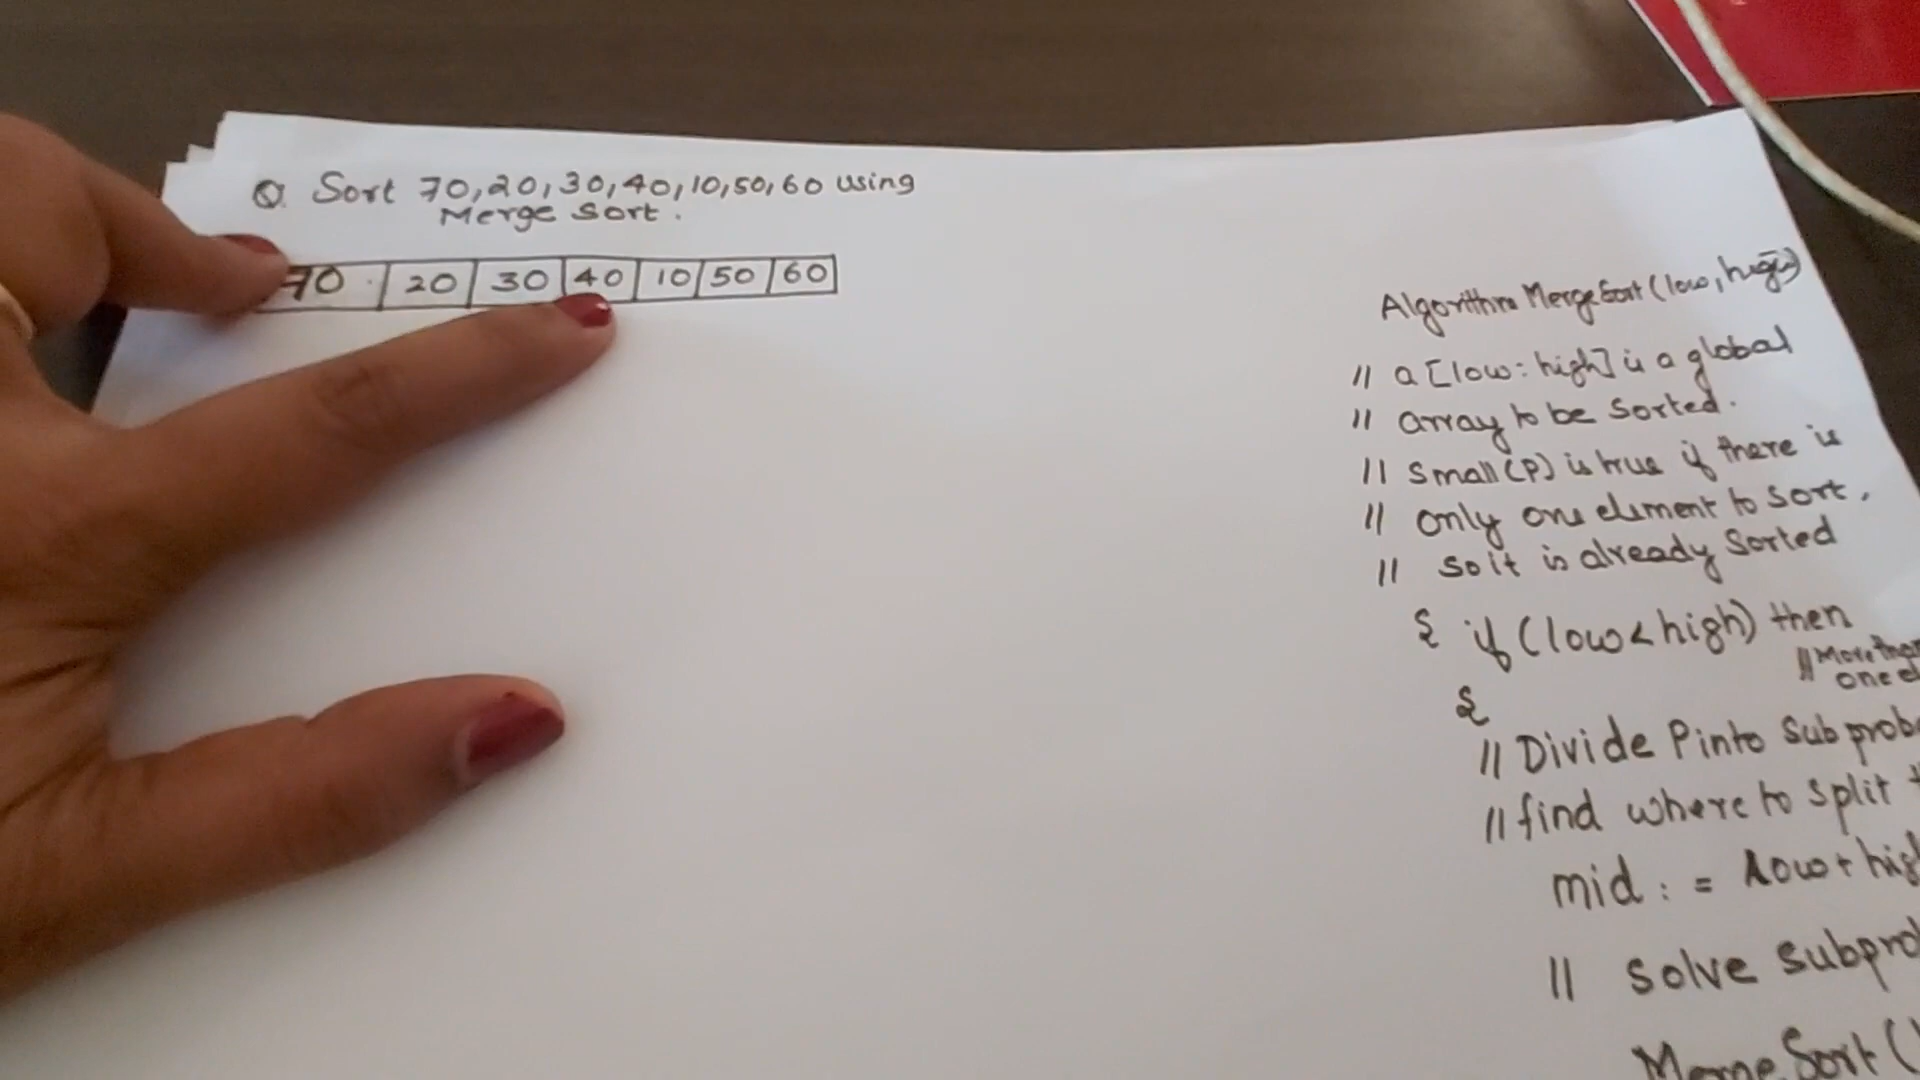 Q. Sort 70,20,30,40,10,50,60 using
Merge Sort.
70 20 30 40 10 50 60
Algorithm MergeSort (low, high)
// a [low: high] is a global
// array to be sorted.
// Small (P) is true if there is
// only one element to sort,
// so it is already Sorted
{ if (low < high) then
// More than
one el
{
// Divide P into Sub prob
// find where to split t
mid : = low + hig
// solve subpro
Merge Sort (